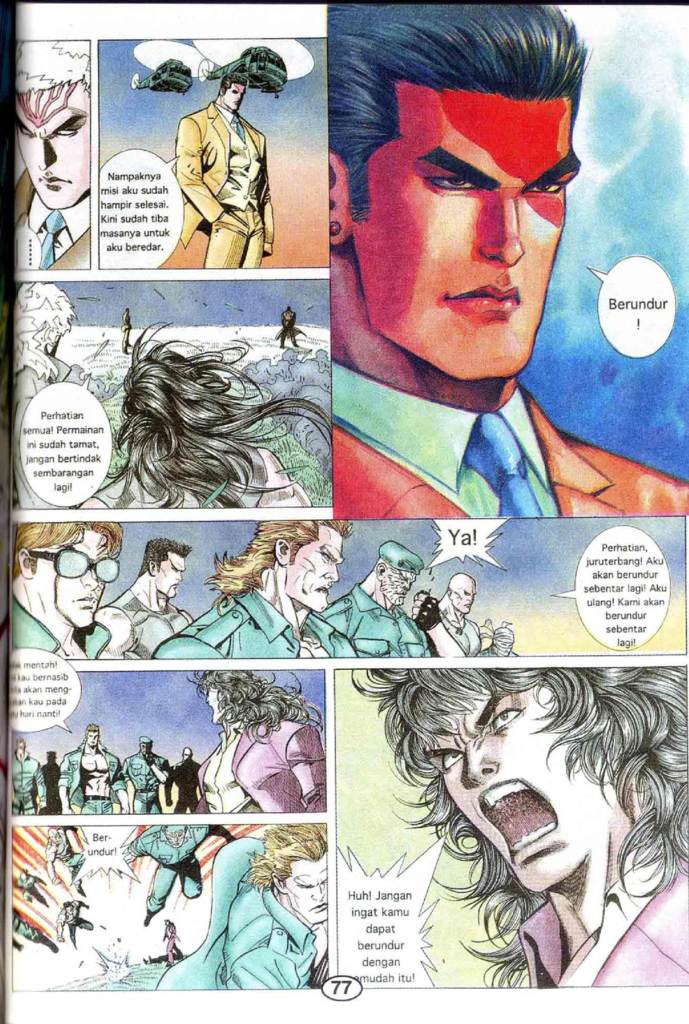 Nampaknya
misi aku sudah
hampir selesai.
Kini sudah tiba
masanya untuk
aku beredar.
Berundur
!
Perhatian
semua! Permainan
ini sudah tamat,
jangan bertindak
sembarangan
lagi!
Ya!
Perhatian,
juruterbang! Aku
akan berundur
sebentar lagi! Aku
ulang! Kami akan
berundur
sebentar
lagi!
mentah!
kau bernasib
akan meng-
kan kau pada
hari nanti!
Ber-
undur!
Huh! Jangan
ingat kamu
dapat
berundur
dengan
mudah itu!
77